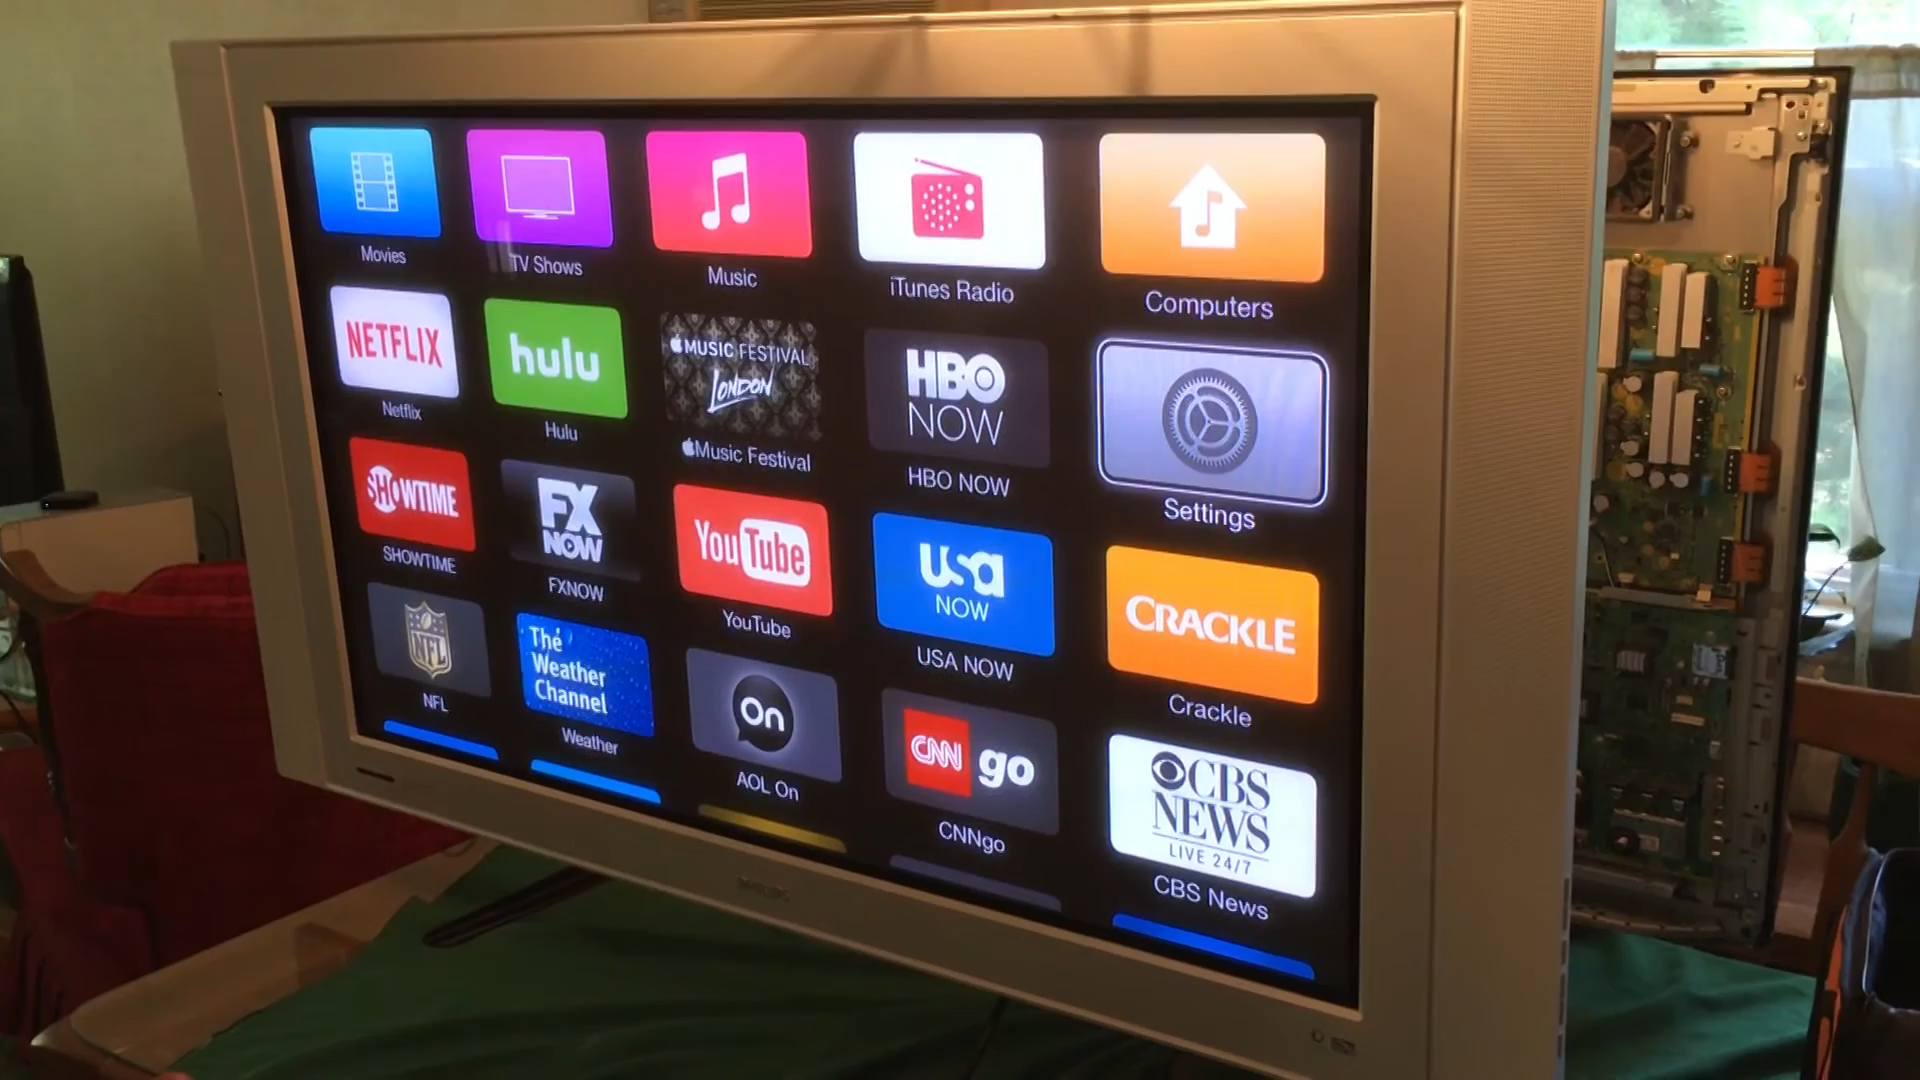 Movies
TV Shows
Music
iTunes Radio
Computers
NETFLIX
Netflix
hulu
Hulu
MUSIC FESTIVAL
LONDON
Music Festival
HBO
NOW
HBO NOW
Settings
SHOWTIME
SHOWTIME
FX
NOW
FXNOW
YouTube
YouTube
usa
NOW
USA NOW
CRACKLE
Crackle
NFL
NFL
The
Weather
Channel
Weather
On
AOL On
CNN go
CNNgo
CBS
NEWS
LIVE 24/7
CBS News
PHILIPS